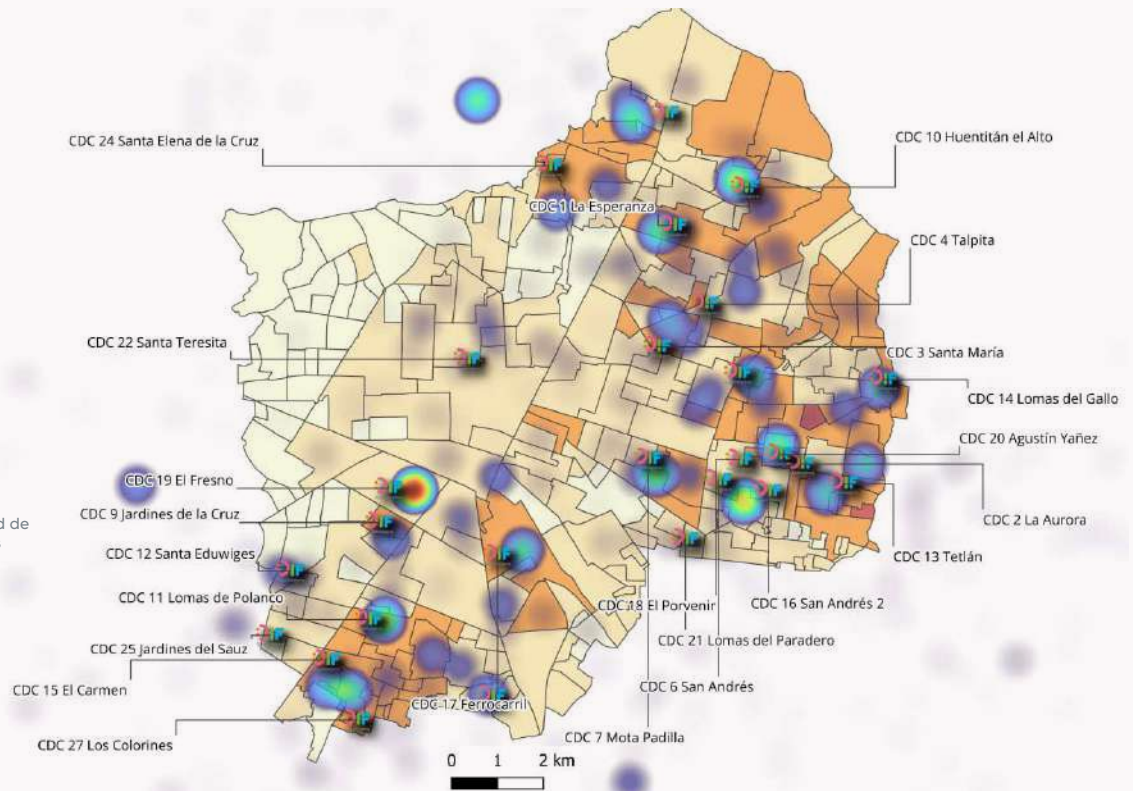 CDC 24 Santa Elena de la Cruz
CDC 10 Huentitán el Alto
CDC 1 La Esperanza
CDC 4 Talpita
CDC 22 Santa Teresita
CDC 3 Santa María
CDC 14 Lomas del Gallo
CDC 20 Agustín Yañez
CDC 19 El Fresno
CDC 9 Jardines de la Cruz
d de
CDC 2 La Aurora
CDC 12 Santa Eduwiges
CDC 13 Tetlán
CDC 11 Lomas de Polanco
CDC 18 El Porvenir
CDC 16 San Andrés 2
CDC 21 Lomas del Paradero
CDC 25 Jardines del Sauz
CDC 15 El Carmen
CDC 6 San Andrés
CDC 17 Ferrocarril
CDC 7 Mota Padilla
CDC 27 Los Colorines
0 1 2 km